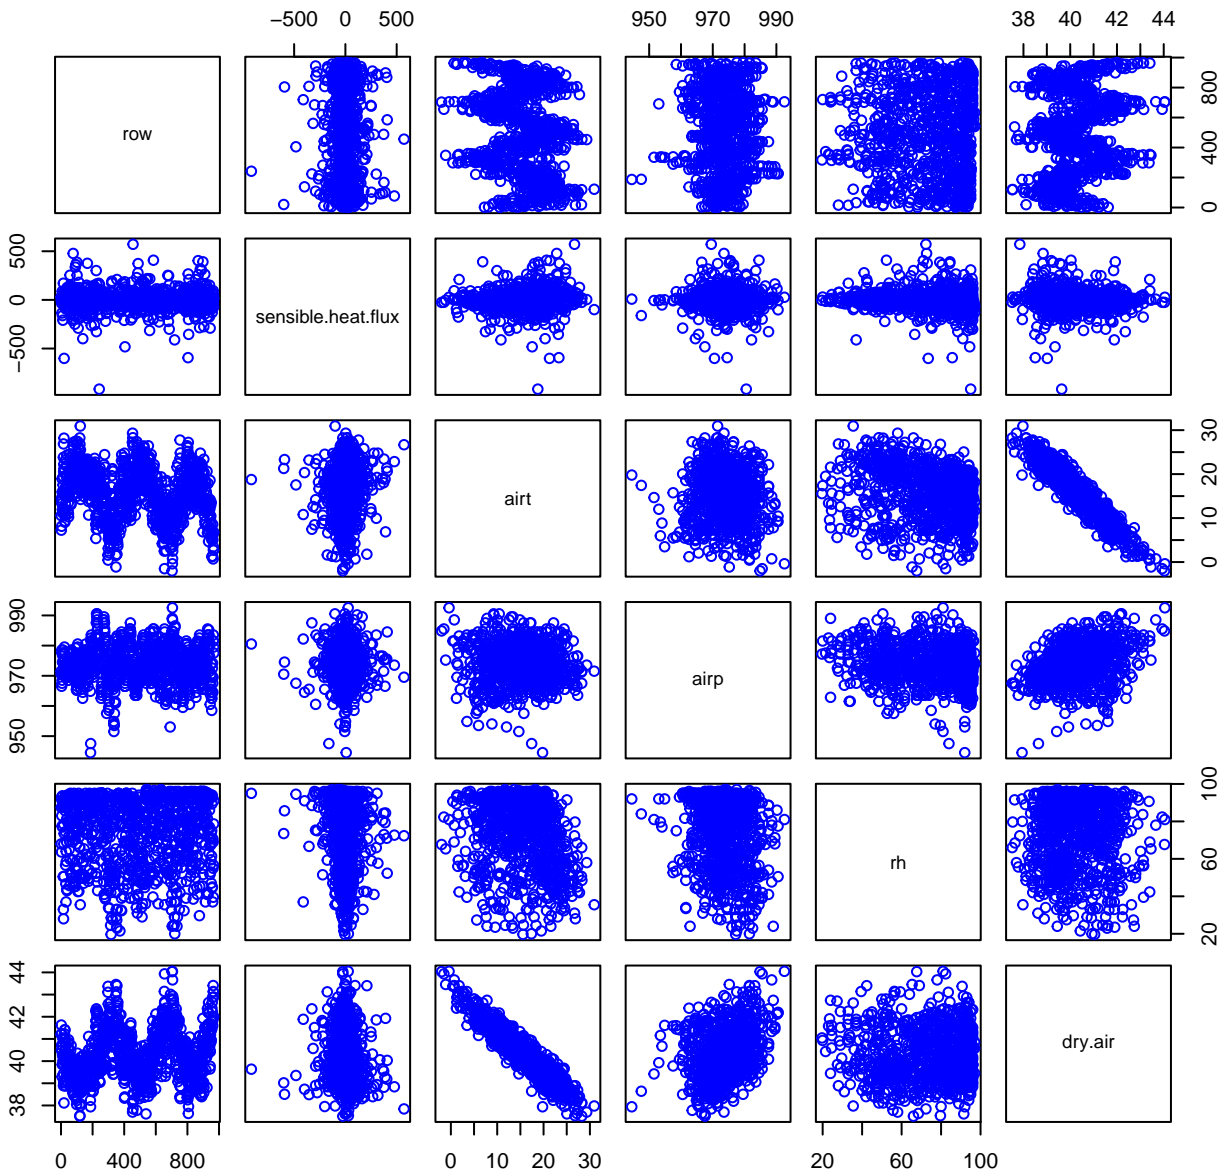 −500 0 500 950 970 990 38 40 42 44
row 0 400 800
−500 0 500 sensible.heat.flux
airt 0 10 20 30
950 970 990 airp
rh 20 60 100
38 40 42 44 dry.air
0 400 800 0 10 20 30 20 60 100